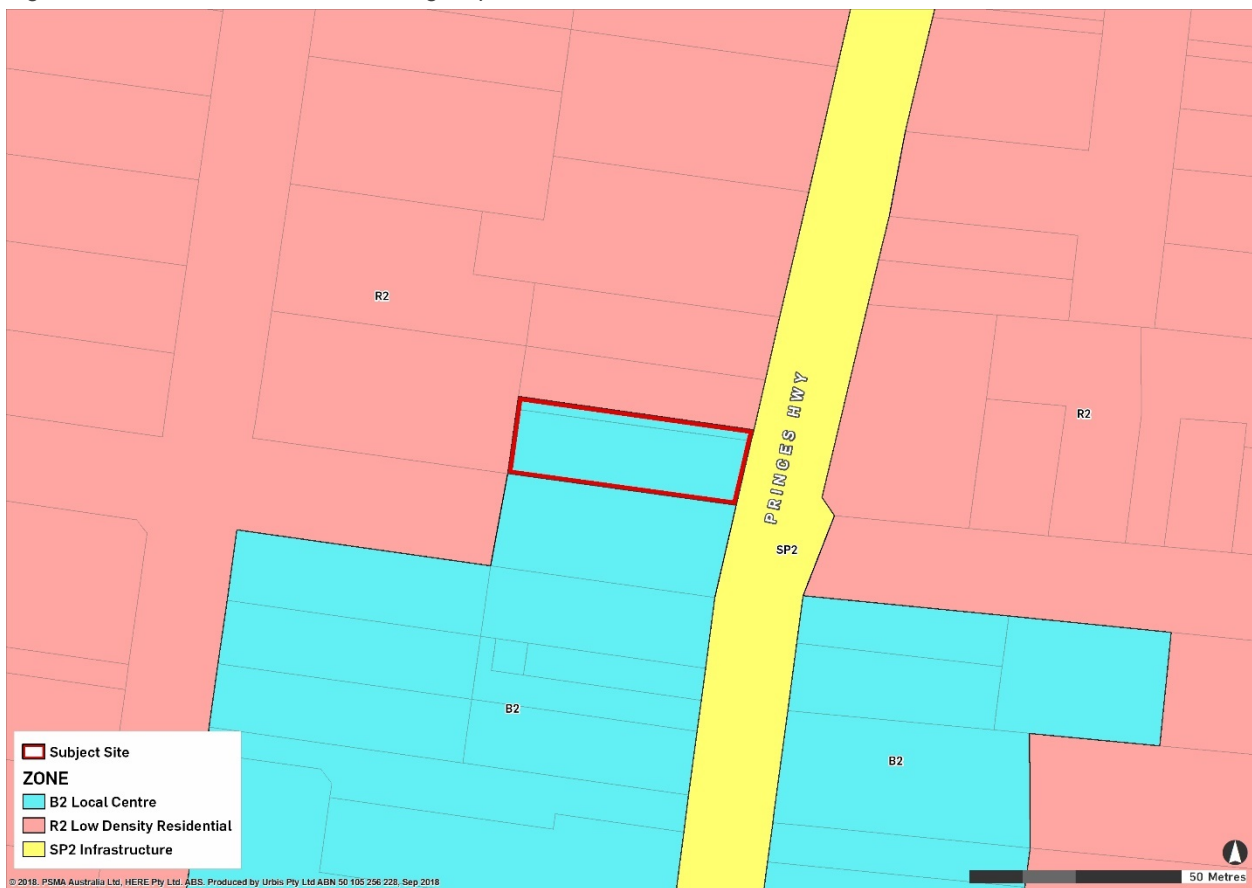 R2
R2
PRINCES HWY
SP2
B2
B2
Subject Site
ZONE
B2 Local Centre
R2 Low Density Residential
SP2 Infrastructure
50 Metres
© 2018. PSMA Australia Ltd, HERE Pty Ltd. ABS. Produced by Urbis Pty Ltd ABN 50 105 256 228, Sep 2018